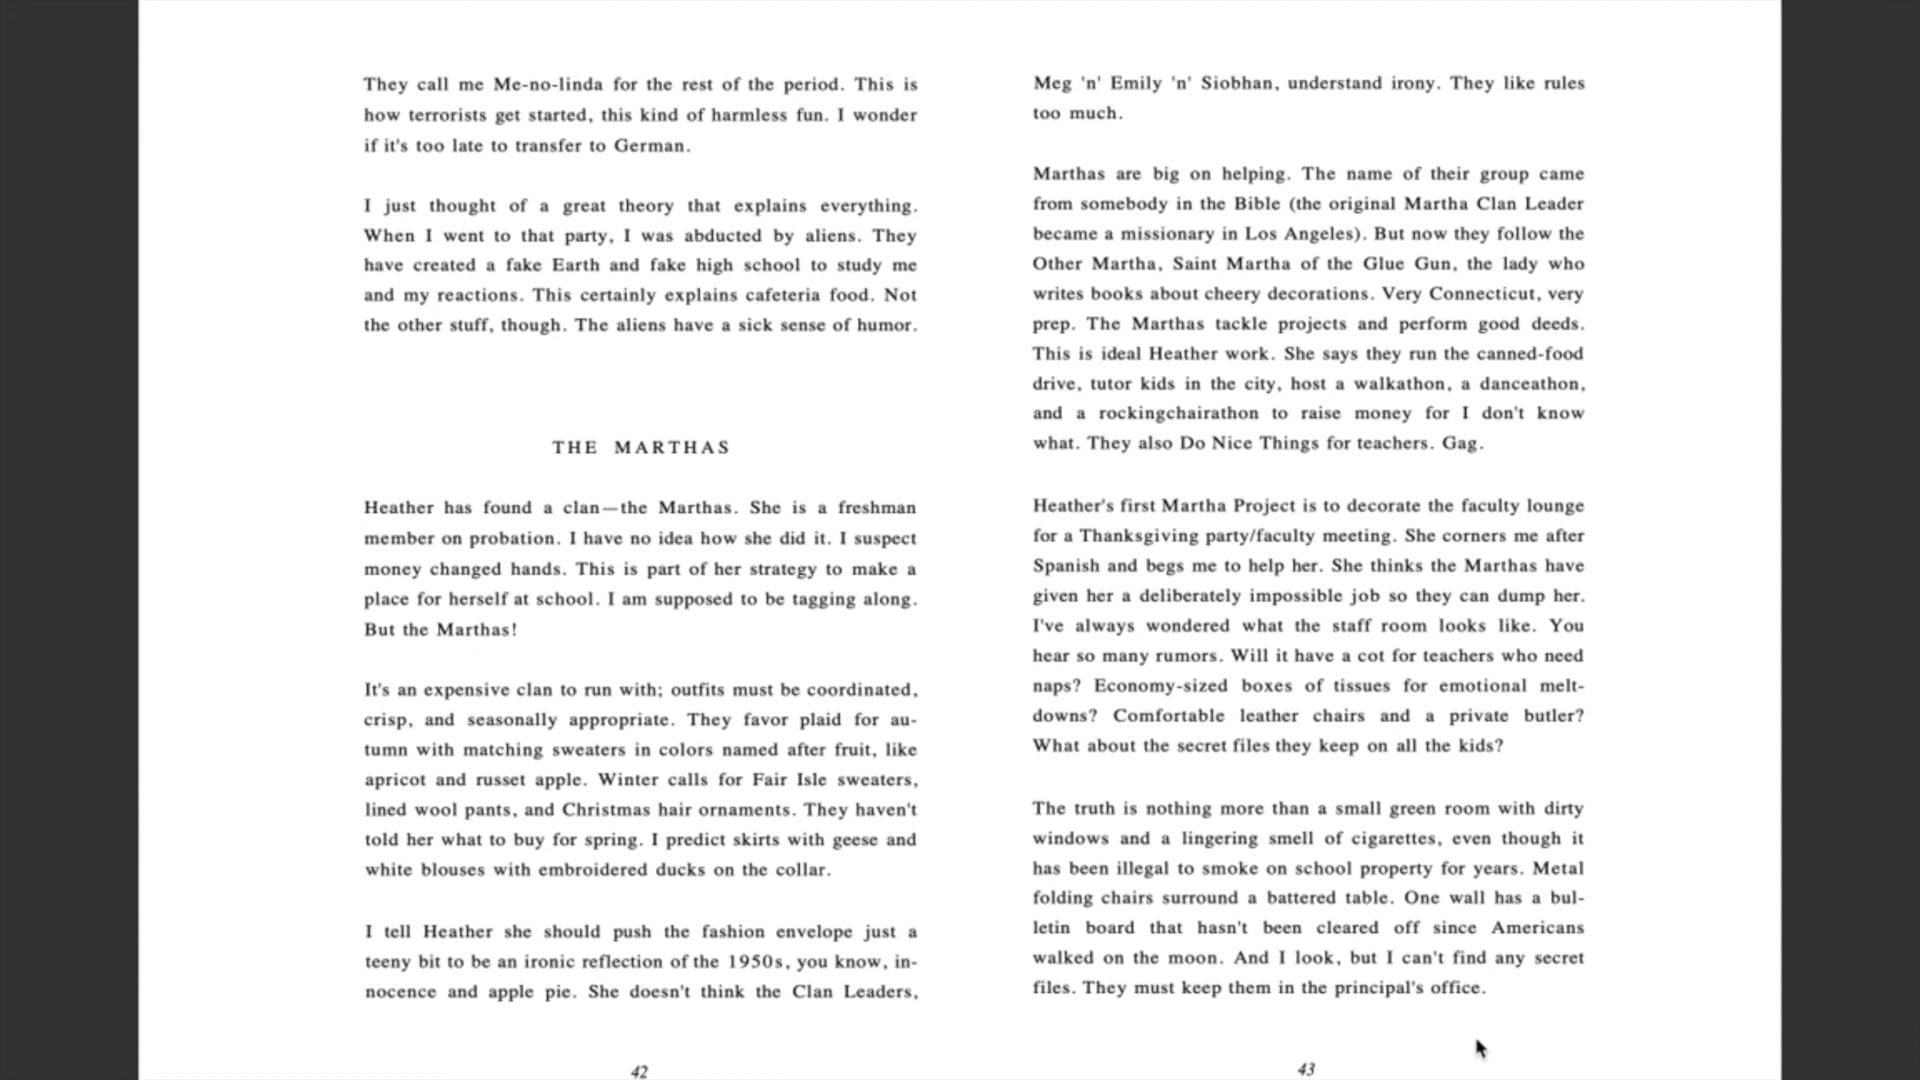 They call me Me-no-linda for the rest of the period. This is
how terrorists get started, this kind of harmless fun. I wonder
if it's too late to transfer to German.
I just thought of a great theory that explains everything.
When I went to that party, I was abducted by aliens. They
have created a fake Earth and fake high school to study me
and my reactions. This certainly explains cafeteria food. Not
the other stuff, though. The aliens have a sick sense of humor.
THE MARTHAS
Heather has found a clan—the Marthas. She is a freshman
member on probation. I have no idea how she did it. I suspect
money changed hands. This is part of her strategy to make a
place for herself at school. I am supposed to be tagging along.
But the Marthas!
It's an expensive clan to run with; outfits must be coordinated,
crisp, and seasonally appropriate. They favor plaid for au-
tumn with matching sweaters in colors named after fruit, like
apricot and russet apple. Winter calls for Fair Isle sweaters,
lined wool pants, and Christmas hair ornaments. They haven't
told her what to buy for spring. I predict skirts with geese and
white blouses with embroidered ducks on the collar.
I tell Heather she should push the fashion envelope just a
teeny bit to be an ironic reflection of the 1950s, you know, in-
nocence and apple pie. She doesn't think the Clan Leaders,
42
Meg 'n' Emily 'n' Siobhan, understand irony. They like rules
too much.
Marthas are big on helping. The name of their group came
from somebody in the Bible (the original Martha Clan Leader
became a missionary in Los Angeles). But now they follow the
Other Martha, Saint Martha of the Glue Gun, the lady who
writes books about cheery decorations. Very Connecticut, very
prep. The Marthas tackle projects and perform good deeds.
This is ideal Heather work. She says they run the canned-food
drive, tutor kids in the city, host a walkathon, a danceathon,
and a rockingchairathon to raise money for I don't know
what. They also Do Nice Things for teachers. Gag.
Heather's first Martha Project is to decorate the faculty lounge
for a Thanksgiving party/faculty meeting. She corners me after
Spanish and begs me to help her. She thinks the Marthas have
given her a deliberately impossible job so they can dump her.
I've always wondered what the staff room looks like. You
hear so many rumors. Will it have a cot for teachers who need
naps? Economy-sized boxes of tissues for emotional melt-
downs? Comfortable leather chairs and a private butler?
What about the secret files they keep on all the kids?
The truth is nothing more than a small green room with dirty
windows and a lingering smell of cigarettes, even though it
has been illegal to smoke on school property for years. Metal
folding chairs surround a battered table. One wall has a bul-
letin board that hasn't been cleared off since Americans
walked on the moon. And I look, but I can't find any secret
files. They must keep them in the principal's office.
43